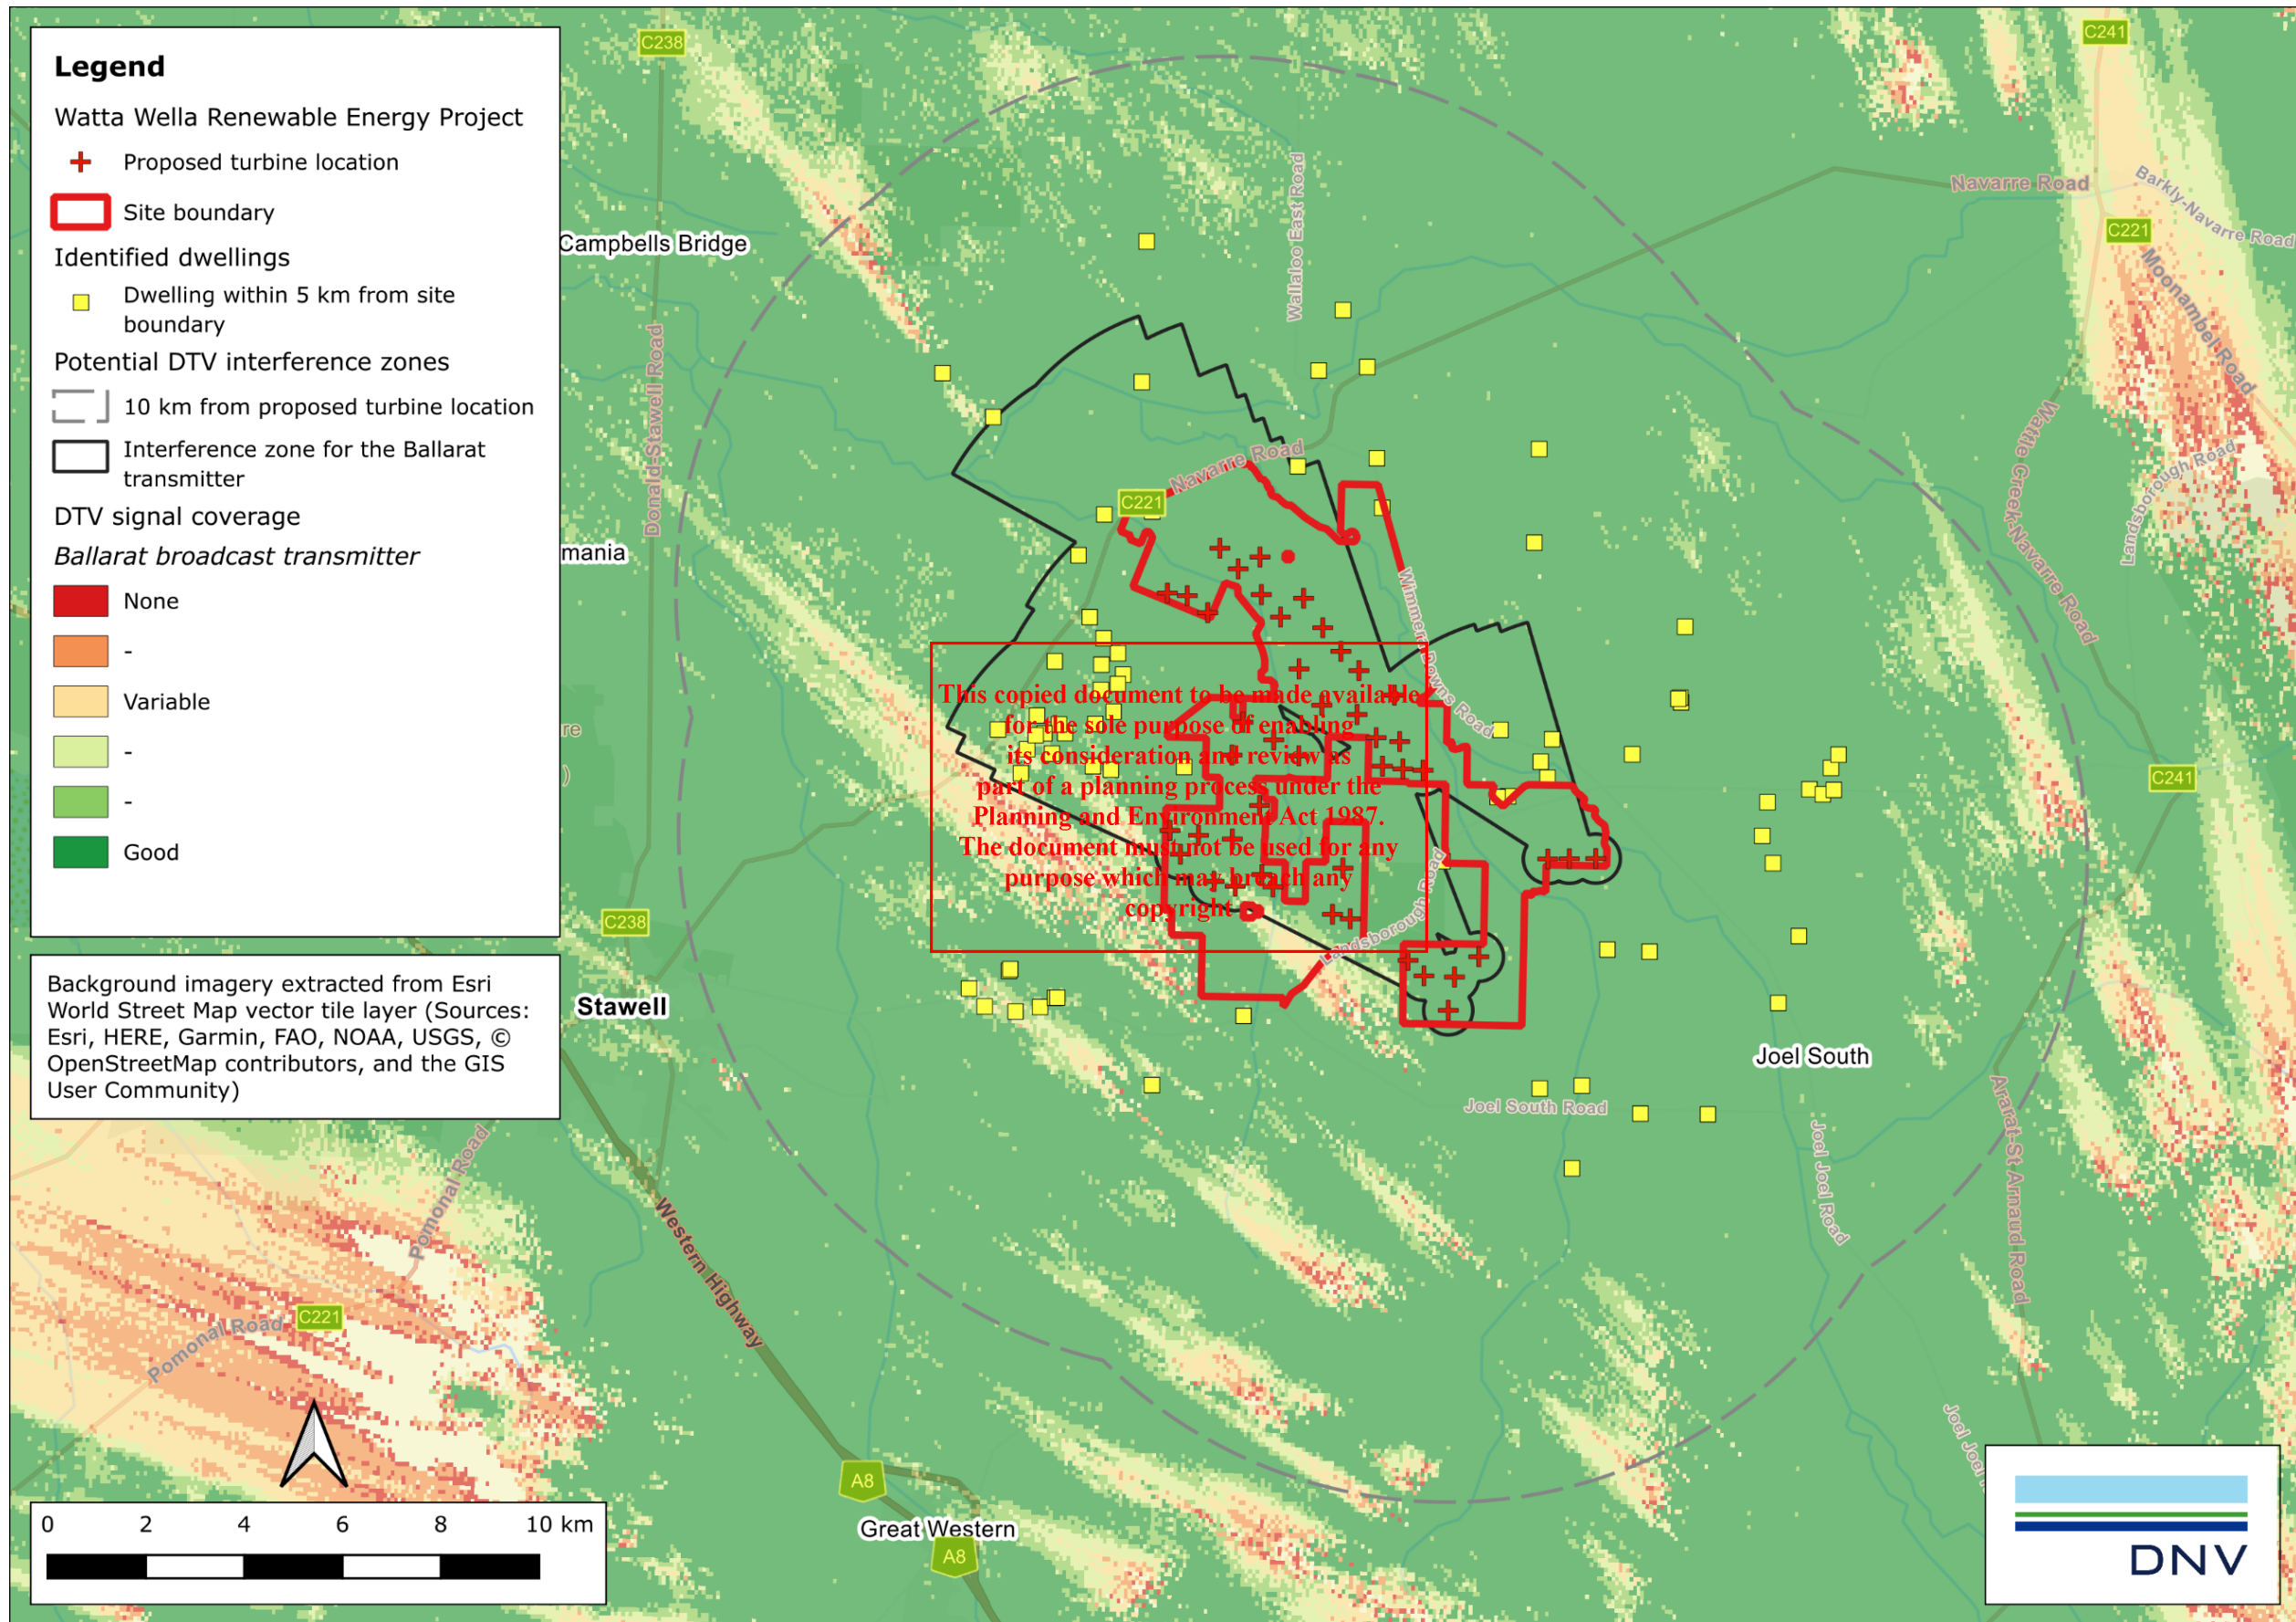 Legend
Watta Wella Renewable Energy Project
Proposed turbine location
Site boundary
Identified dwellings
Dwelling within 5 km from site
boundary
Potential DTV interference zones
10 km from proposed turbine location
Interference zone for the Ballarat
transmitter
DTV signal coverage
Ballarat broadcast transmitter
None
-
Variable
-
-
Good
Background imagery extracted from Esri
World Street Map vector tile layer (Sources:
Esri, HERE, Garmin, FAO, NOAA, USGS, ©
OpenStreetMap contributors, and the GIS
User Community)
0 2 4 6 8 10 km
C238
C241
Navarre Road
Barkly-Navarre Road
C221
Campbells Bridge
Wallaloo East Road
Moonambel Road
Donald-Stawell Road
Navarre Road
C221
Wattle Creek-Navarre Road
Landsborough Road
mania
Wimmera Downs Road
This copied document to be made available
for the sole purpose of enabling
its consideration and review as
part of a planning process under the
Planning and Environment Act 1987.
The document must not be used for any
purpose which may breach any
copyright
re
)
C241
C238
Landsborough Road
Stawell
Joel South
Joel South Road
Joel Joel Road
Ararat-St Arnaud Road
Pomonal Road
Western Highway
C221
Pomonal Road
A8
Great Western
A8
Joel Joel
DNV